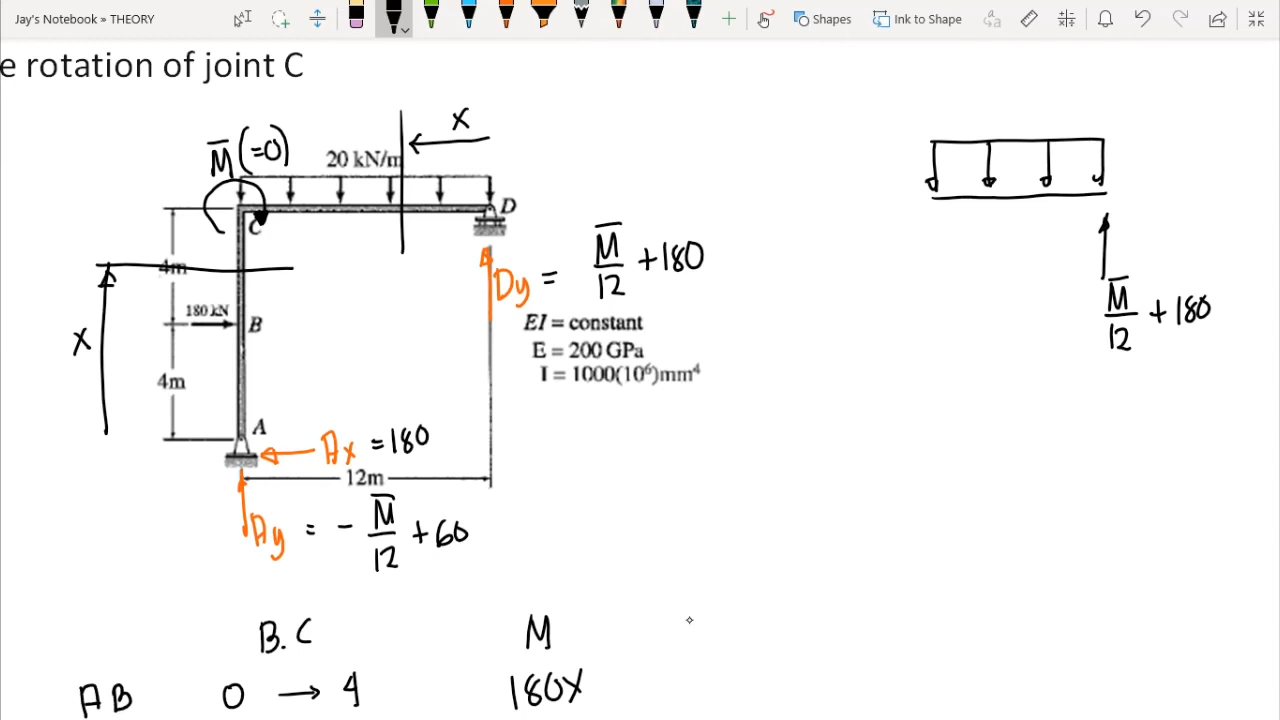 Jay's Notebook » THEORY
Shapes
Ink to Shape
e rotation of joint C
M̅ (=0)
X
20 kN/m
C
D
4m
X
180 kN
B
4m
A
Dy = M̅/12 + 180
EI = constant
E = 200 GPa
I = 1000(10⁶)mm⁴
M̅/12 + 180
Ax = 180
12m
Ay = - M̅/12 + 60
B.C M
AB 0 → 4 180X